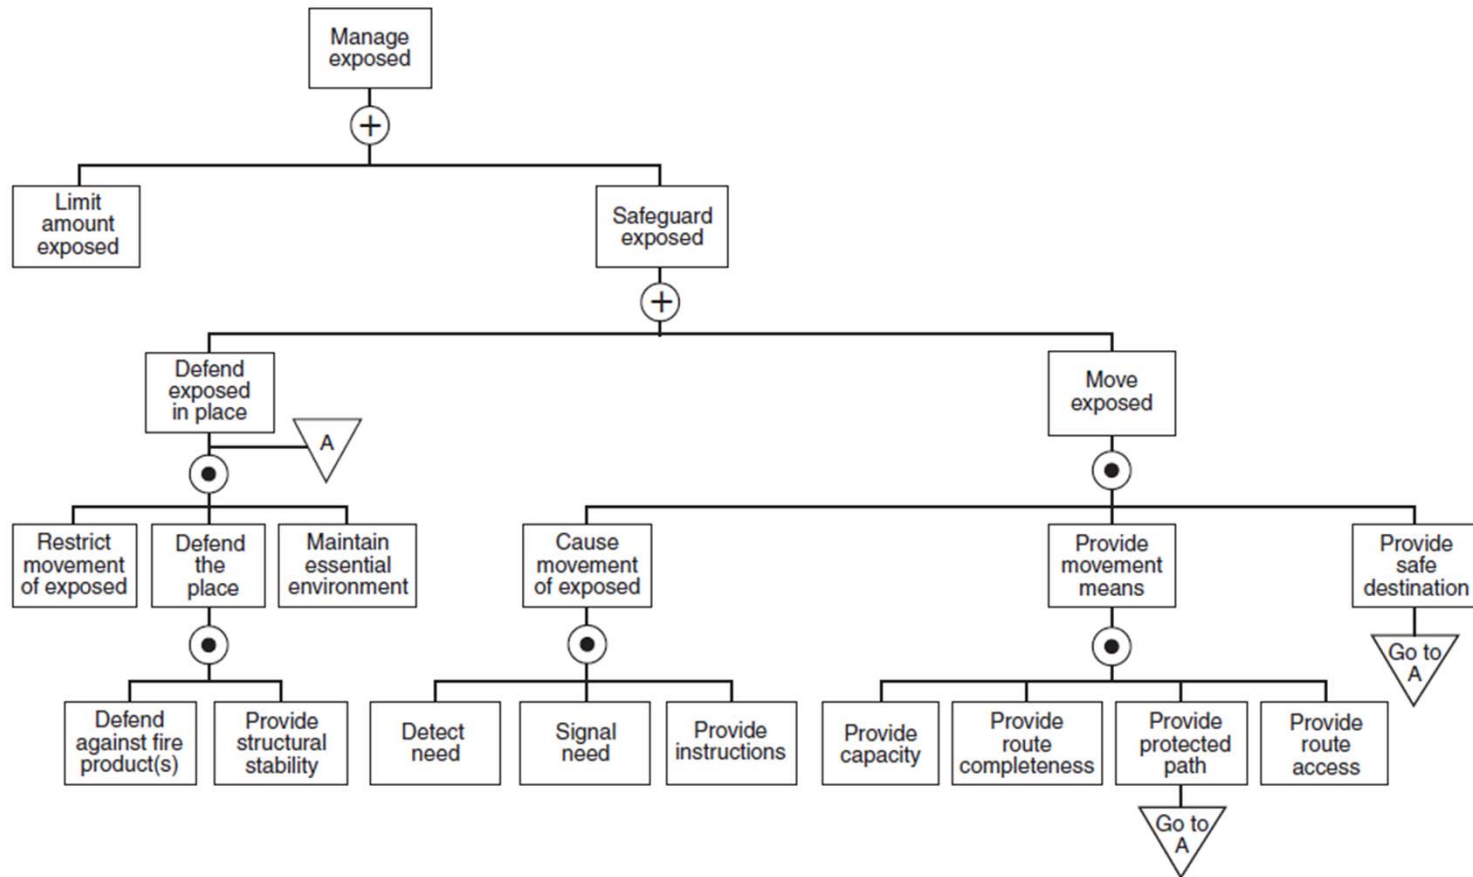 Manage
exposed
+
Limit
amount
exposed
Safeguard
exposed
+
Defend
exposed
in place
A
Move
exposed
Restrict
movement
of exposed
Defend
the
place
Maintain
essential
environment
Cause
movement
of exposed
Provide
movement
means
Provide
safe
destination
Go to
A
Defend
against fire
product(s)
Provide
structural
stability
Detect
need
Signal
need
Provide
instructions
Provide
capacity
Provide
route
completeness
Provide
protected
path
Provide
route
access
Go to
A